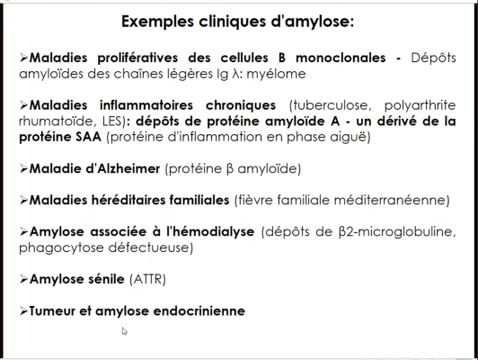 Exemples cliniques d'amylose:
➢Maladies prolifératives des cellules B monoclonales - Dépôts
amyloïdes des chaînes légères Ig λ: myélome
➢Maladies inflammatoires chroniques (tuberculose, polyarthrite
rhumatoïde, LES): dépôts de protéine amyloïde A - un dérivé de la
protéine SAA (protéine d'inflammation en phase aiguë)
➢Maladie d'Alzheimer (protéine β amyloïde)
➢Maladies héréditaires familiales (fièvre familiale méditerranéenne)
➢Amylose associée à l'hémodialyse (dépôts de β2-microglobuline,
phagocytose défectueuse)
➢Amylose sénile (ATTR)
➢Tumeur et amylose endocrinienne